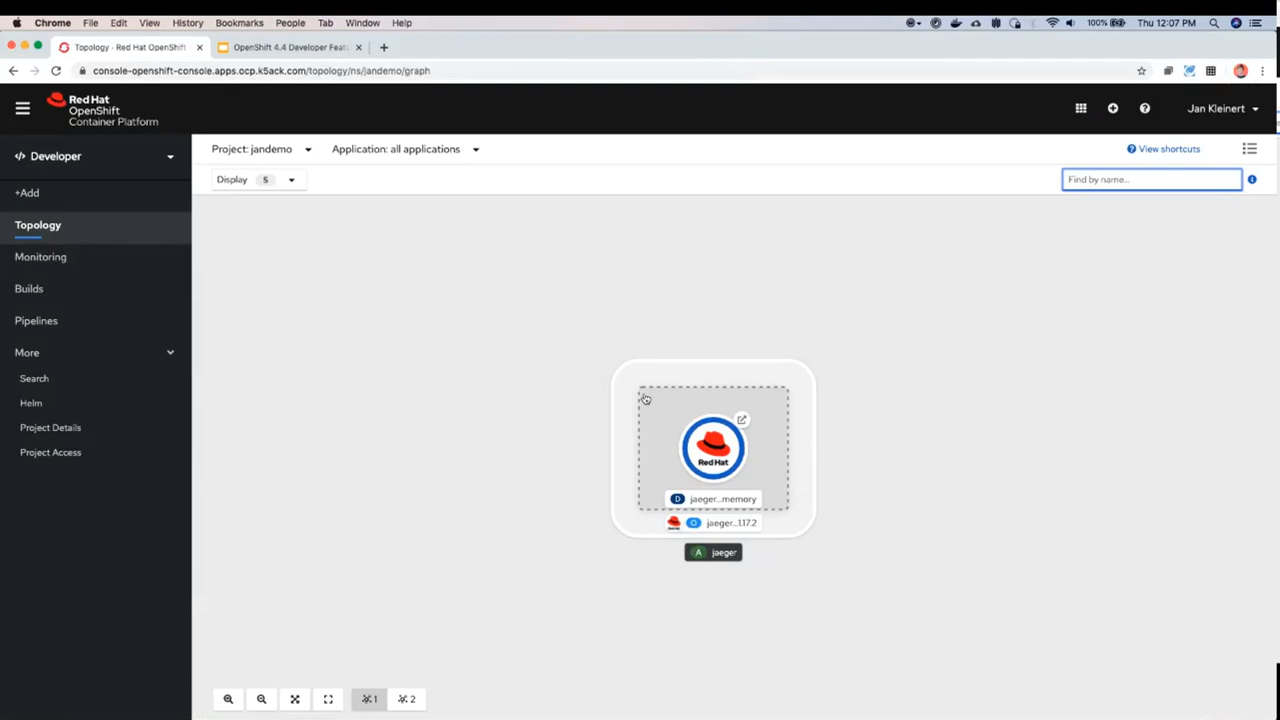 Chrome File Edit View History Bookmarks People Tab Window Help 100% Thu 12:07 PM
Topology · Red Hat OpenShift
OpenShift 4.4 Developer Feat
console-openshift-console.apps.ocp.k5ack.com/topology/ns/jandemo/graph
Red Hat
OpenShift
Container Platform
Jan Kleinert
Developer
Project: jandemo
Application: all applications
View shortcuts
Display 5
Find by name...
+Add
Topology
Monitoring
Builds
Pipelines
More
Search
Helm
Project Details
Project Access
Red Hat
D jaeger...memory
O jaeger...1.17.2
A jaeger
1
2